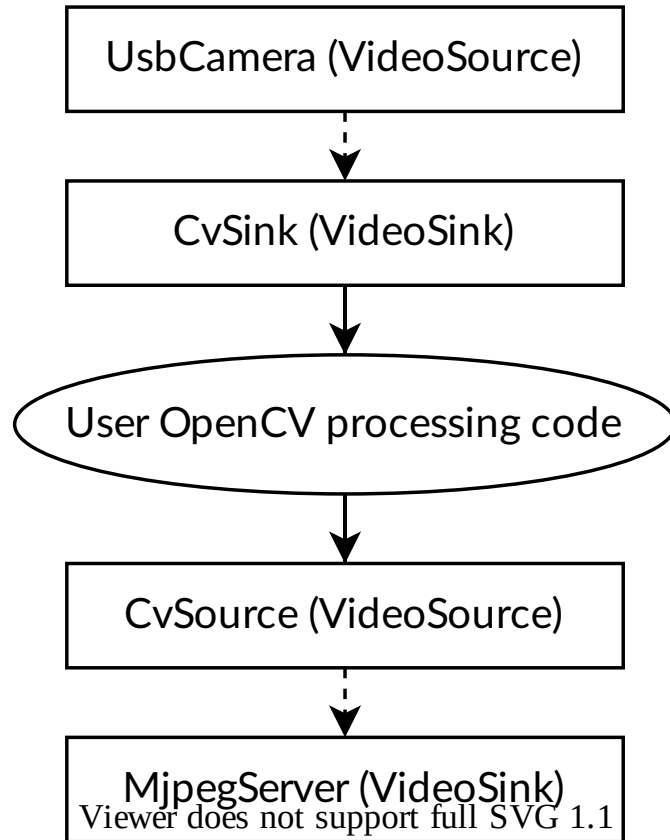 UsbCamera (VideoSource)
CvSink (VideoSink)
User OpenCV processing code
CvSource (VideoSource)
MjpegServer (VideoSink)
Viewer does not support full SVG 1.1